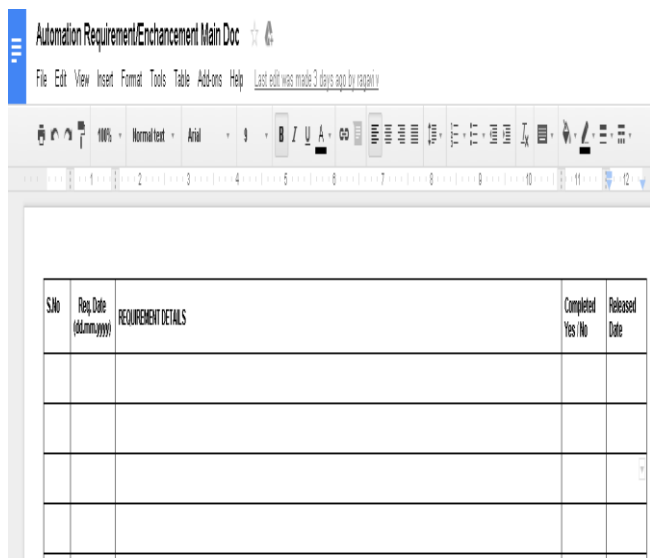 Automation Requirement/Enchancement Main Doc
File Edit View Insert Format Tools Table Add-ons Help Last edit was made 3 days ago by ragavi v
100% Normal text Arial 9 B I U A
1 2 3 4 5 6 7 8 9 10 11 12
S.No Req. Date (dd.mm.yyyy) REQUIREMENT DETAILS Completed Yes / No Released Date